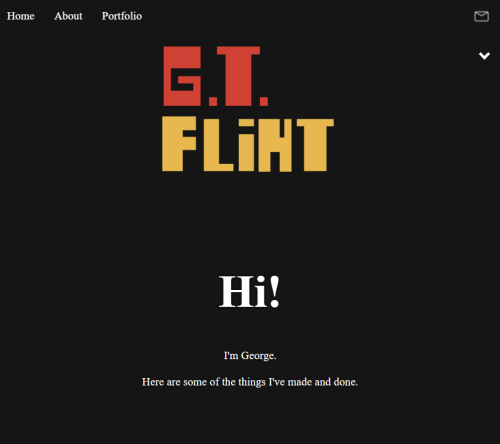 Home About Portfolio
G.T.
FLiNT
Hi!
I'm George.
Here are some of the things I've made and done.